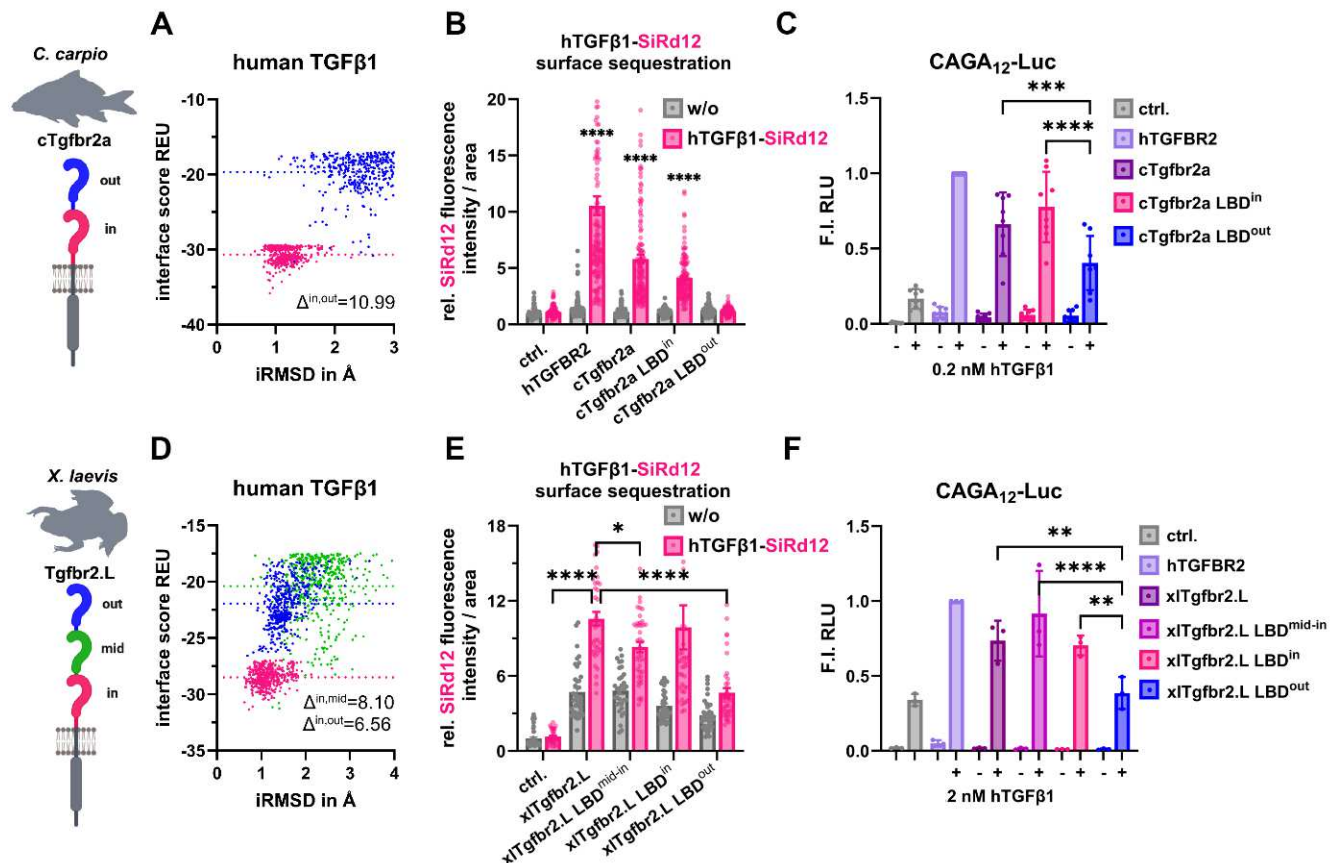 A
C. carpio
cTgfbr2a
out
in
human TGFβ1
interface score REU
-10
-20
-30
-40
Δin,out=10.99
0
1
2
3
iRMSD in Å
B
hTGFβ1-SiRd12
surface sequestration
w/o
hTGFβ1-SiRd12
rel. SiRd12 fluorescence
intensity / area
20
15
10
5
0
****
****
****
ctrl.
hTGFBR2
cTgfbr2a
cTgfbr2a LBDin
cTgfbr2a LBDout
C
CAGA12-Luc
***
****
F.I. RLU
1.5
1.0
0.5
0.0
- + - + - + - + - +
0.2 nM hTGFβ1
ctrl.
hTGFBR2
cTgfbr2a
cTgfbr2a LBDin
cTgfbr2a LBDout
D
X. laevis
Tgfbr2.L
out
mid
in
human TGFβ1
interface score REU
-15
-20
-25
-30
-35
Δin,mid=8.10
Δin,out=6.56
0
1
2
3
4
iRMSD in Å
E
hTGFβ1-SiRd12
surface sequestration
w/o
hTGFβ1-SiRd12
rel. SiRd12 fluorescence
intensity / area
18
15
12
9
6
3
0
*
****
****
ctrl.
xlTgfbr2.L
xlTgfbr2.L LBDmid-in
xlTgfbr2.L LBDin
xlTgfbr2.L LBDout
F
CAGA12-Luc
**
****
**
F.I. RLU
1.5
1.0
0.5
0.0
- + - + - + - + - + - +
2 nM hTGFβ1
ctrl.
hTGFBR2
xlTgfbr2.L
xlTgfbr2.L LBDmid-in
xlTgfbr2.L LBDin
xlTgfbr2.L LBDout